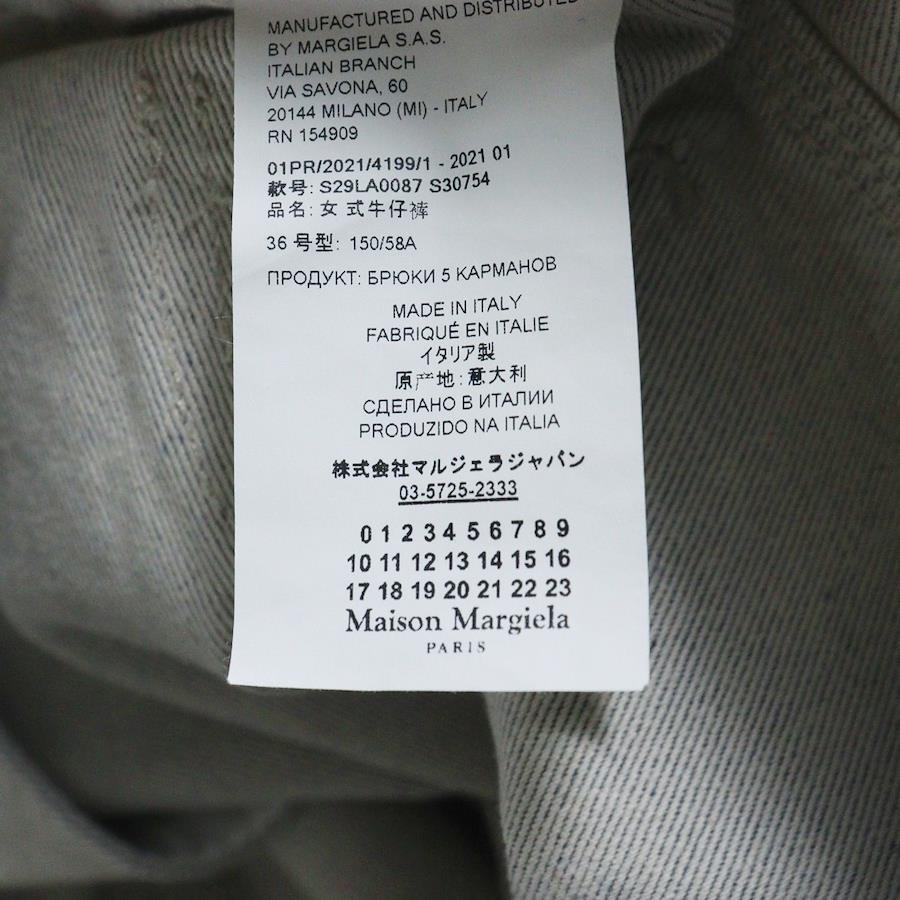 MANUFACTURED AND DISTRIBUTED
BY MARGIELA S.A.S.
ITALIAN BRANCH
VIA SAVONA, 60
20144 MILANO (MI) - ITALY
RN 154909
01PR/2021/4199/1 - 2021 01
款号: S29LA0087 S30754
品名: 女 式牛仔裤
36 号型: 150/58A
ПРОДУКТ: БРЮКИ 5 КАРМАНОВ
MADE IN ITALY
FABRIQUÉ EN ITALIE
イタリア製
原产地: 意大利
СДЕЛАНО В ИТАЛИИ
PRODUZIDO NA ITALIA
株式会社マルジェラジャパン
03-5725-2333
0 1 2 3 4 5 6 7 8 9
10 11 12 13 14 15 16
17 18 19 20 21 22 23
Maison Margiela
PARIS